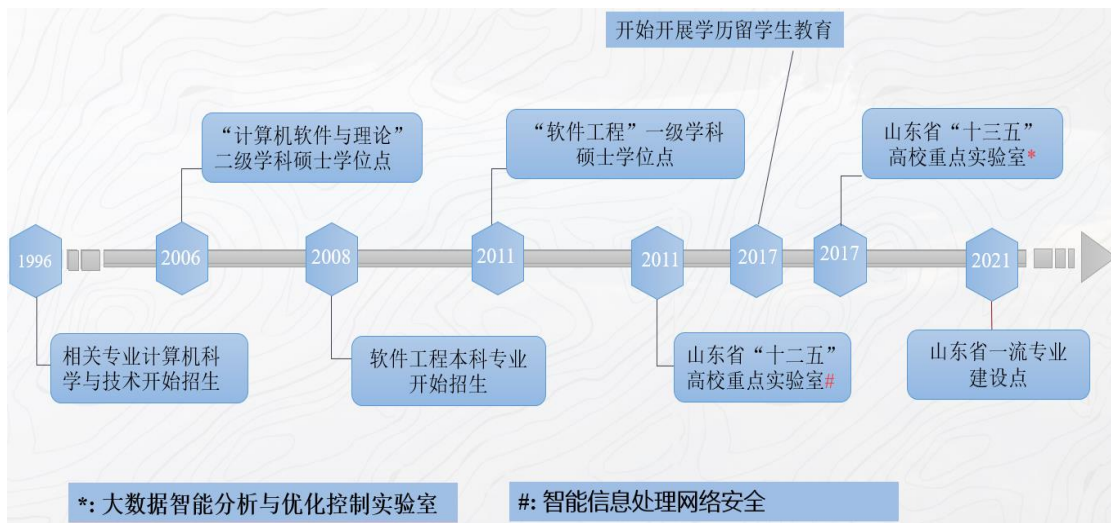 开始开展学历留学生教育
“计算机软件与理论”
二级学科硕士学位点
“软件工程”一级学科
硕士学位点
山东省“十三五”
高校重点实验室*
1996
2006
2008
2011
2011
2017
2017
2021
相关专业计算机科
学与技术开始招生
软件工程本科专业
开始招生
山东省“十二五”
高校重点实验室#
山东省一流专业
建设点
*: 大数据智能分析与优化控制实验室
#: 智能信息处理网络安全